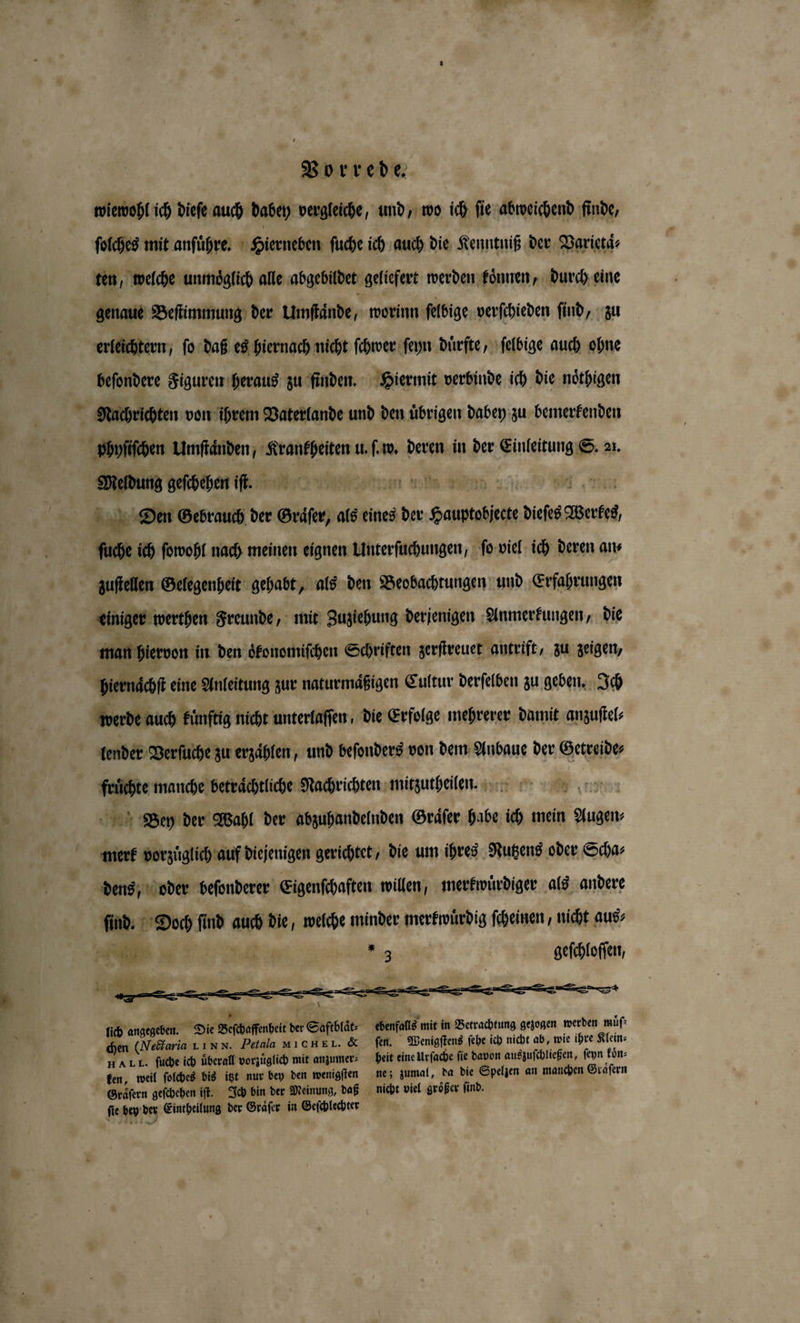 Vorrede.
wiewohl ich diese auch dabey vergleiche, und, wo ich sie abweichend finde,
solches mit anführe. Hierneben suche ich auch die Kenntniß der Varietä-
ten, welche unmöglich alle abgebildet geliefert werden können, durch eine
genaue Bestimmung der Umstände, worinn selbige verschieden sind, zu
erleichtern, so daß es hiernach nicht schwer seyn dürfte, selbige auch ohne
besondere Figuren heraus zu finden. Hiermit verbinde ich die nöthigen
Nachrichten von ihrem Vaterlande und den übrigen dabey zu bemerkenden
physischen Umständen, Krankheiten u. s. w. deren in der Einleitung S. 21.
Meldung geschehen ist.
Den Gebrauch der Gräser, als eines der Hauptobjecte dieses Werkes,
suche ich sowohl nach meinen eignen Untersuchungen, so viel ich deren an-
zustellen Gelegenheit gehabt, als den Beobachtungen und Erfahrungen
einiger werthen Freunde, mit Zuziehung derjenigen Anmerkungen, die
man hiervon in den ökonomischen Schriften zerstreuet antrift, zu zeigen,
hiernächst eine Anleitung zur naturmäßigen Cultur derselben zu geben. Ich
werde auch künftig nicht unterlassen, die Erfolge mehrerer damit anzustel-
lender Versuche zu erzählen, und besonders von dem Anbaue der Getreide-
früchte manche beträchtliche Nachrichten mitzutheilen.
Bey der Wahl der abzuhandelnden Gräser habe ich mein Augen-
merk vorzüglich auf diejenigen gerichtet, die um ihres Nutzens oder Scha-
dens, oder besonderer Eigenschaften willen, merkwürdiger als andere
sind. Doch sind auch die, welche minder merkwürdig scheinen, nicht aus-
* 3 geschlossen,
lich angegeben. Die Beschaffenheit der Saftblät-
chen (Nectaria LINN. Petala MICHEL. &
HALL. suche ich überall vorzüglich mit anzumer-
ken, weil solches bis itzt nur bey den wenigsten
Gräsern geschehen ist. Ich bin der Meinung, daß
sie bey der Eintheilung der Gräser in Geschlechter
ebenfalls mit in Betrachtung gezogen werden müs-
sen. Wenigstens sehe ich nicht ab, wie ihre Klein-
heit eine Ursache sie davon auszuschließen, seyn kön-
ne; zumal, da die Spelzen an manchen Gräsern
nicht viel größer sind.